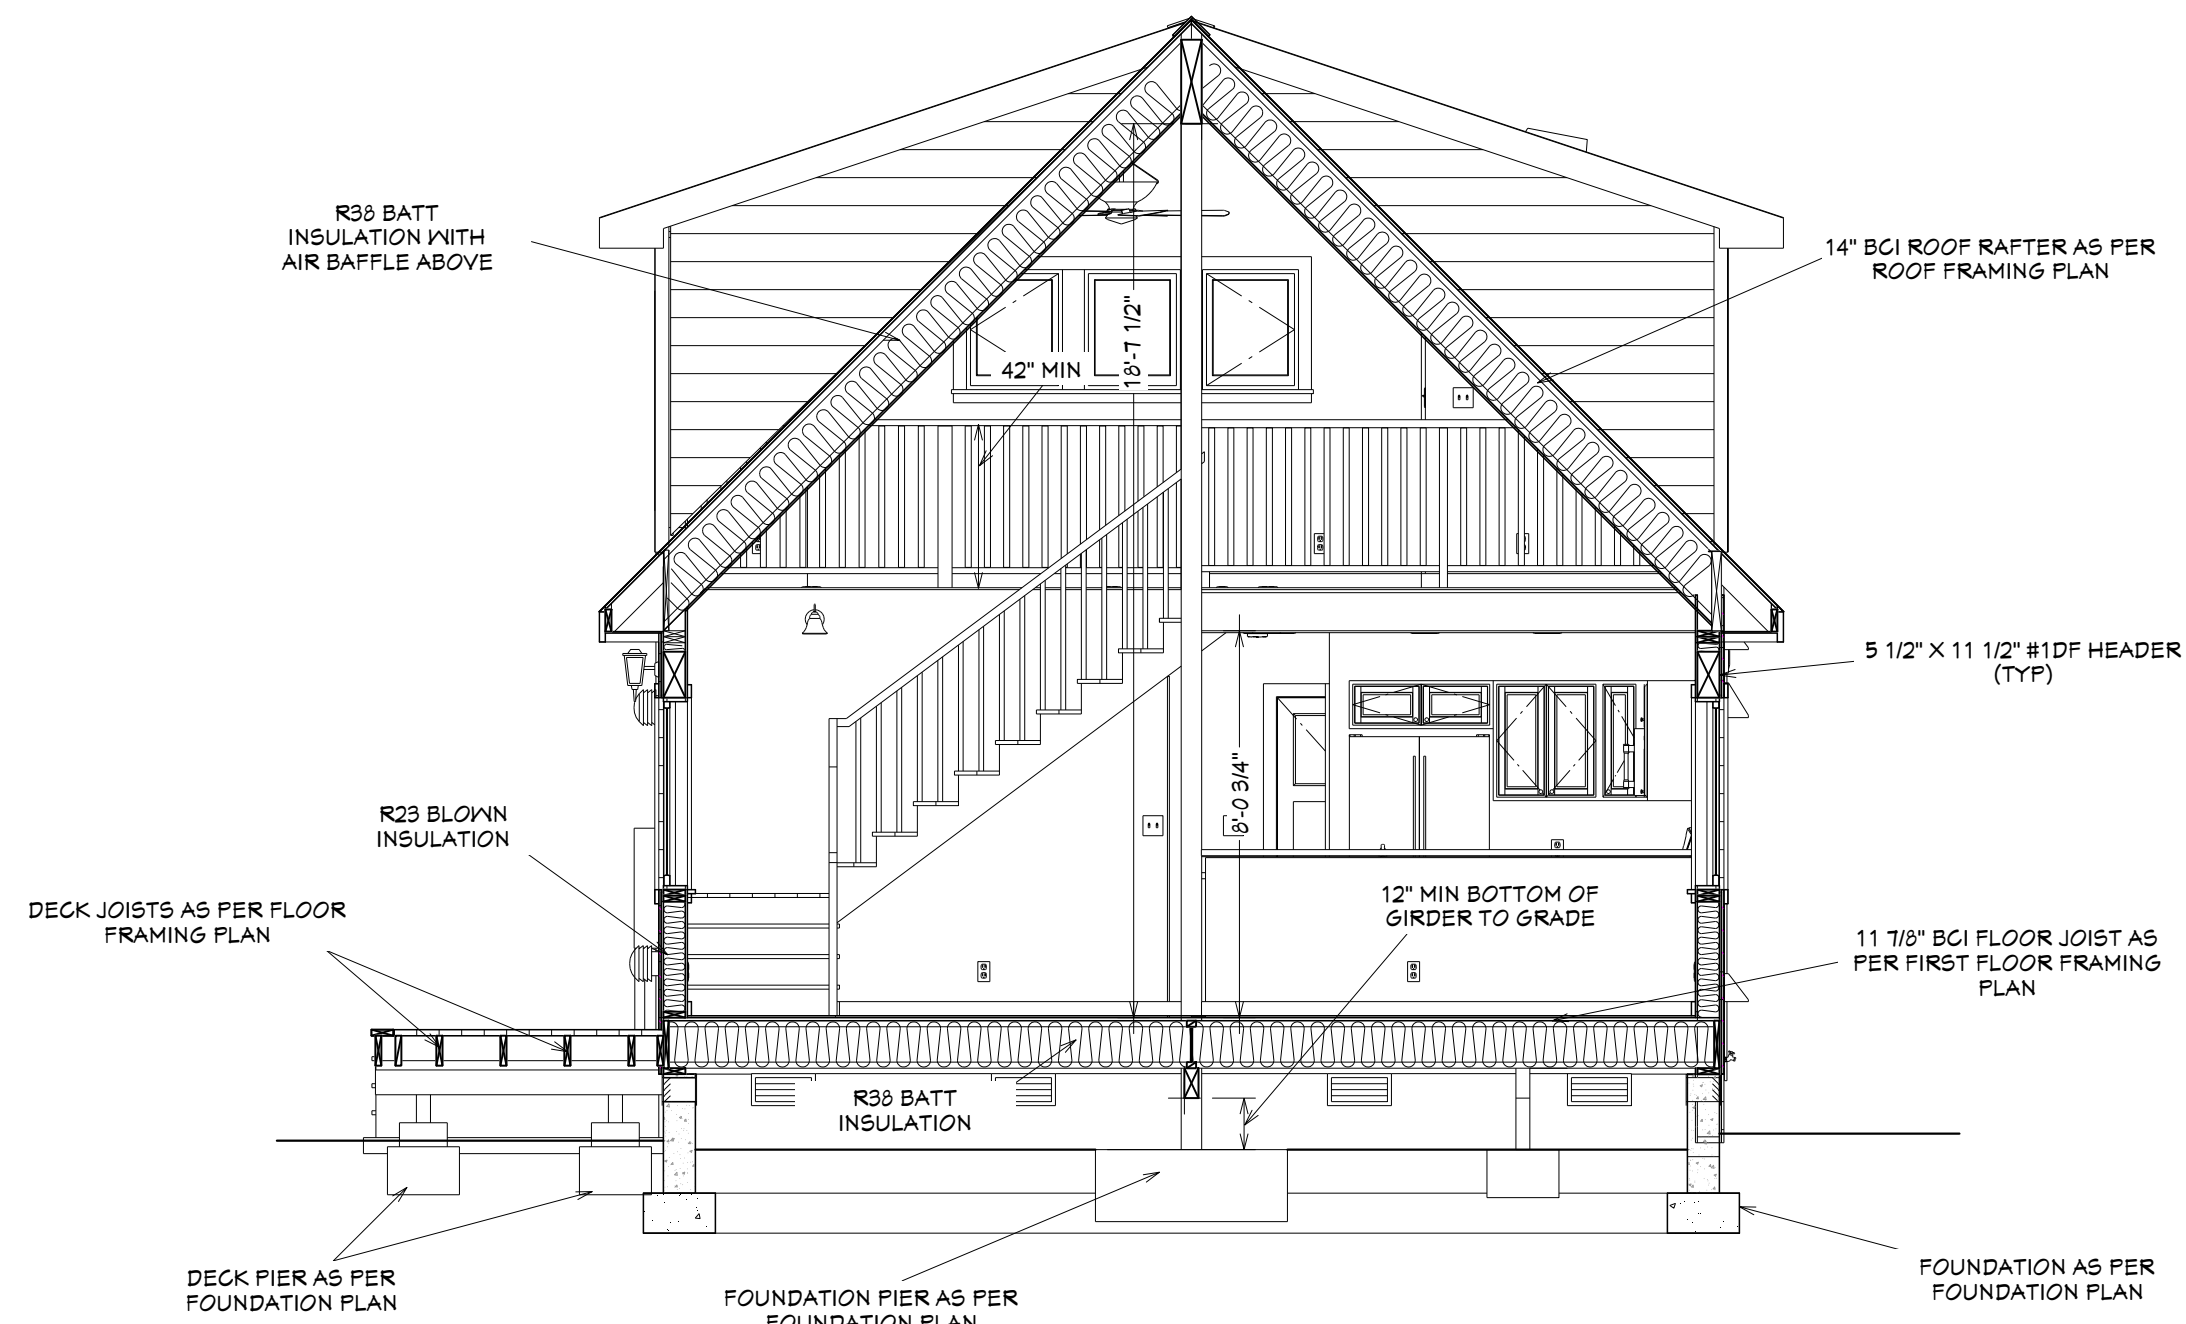 R38 BATT
INSULATION WITH
AIR BAFFLE ABOVE
14" BCI ROOF RAFTER AS PER
ROOF FRAMING PLAN
42" MIN
18'-7 1/2"
5 1/2" X 11 1/2" #1DF HEADER
(TYP)
8'-0 3/4"
R23 BLOWN
INSULATION
DECK JOISTS AS PER FLOOR
FRAMING PLAN
12" MIN BOTTOM OF
GIRDER TO GRADE
11 7/8" BCI FLOOR JOIST AS
PER FIRST FLOOR FRAMING
PLAN
R38 BATT
INSULATION
DECK PIER AS PER
FOUNDATION PLAN
FOUNDATION PIER AS PER
FOUNDATION PLAN
FOUNDATION AS PER
FOUNDATION PLAN